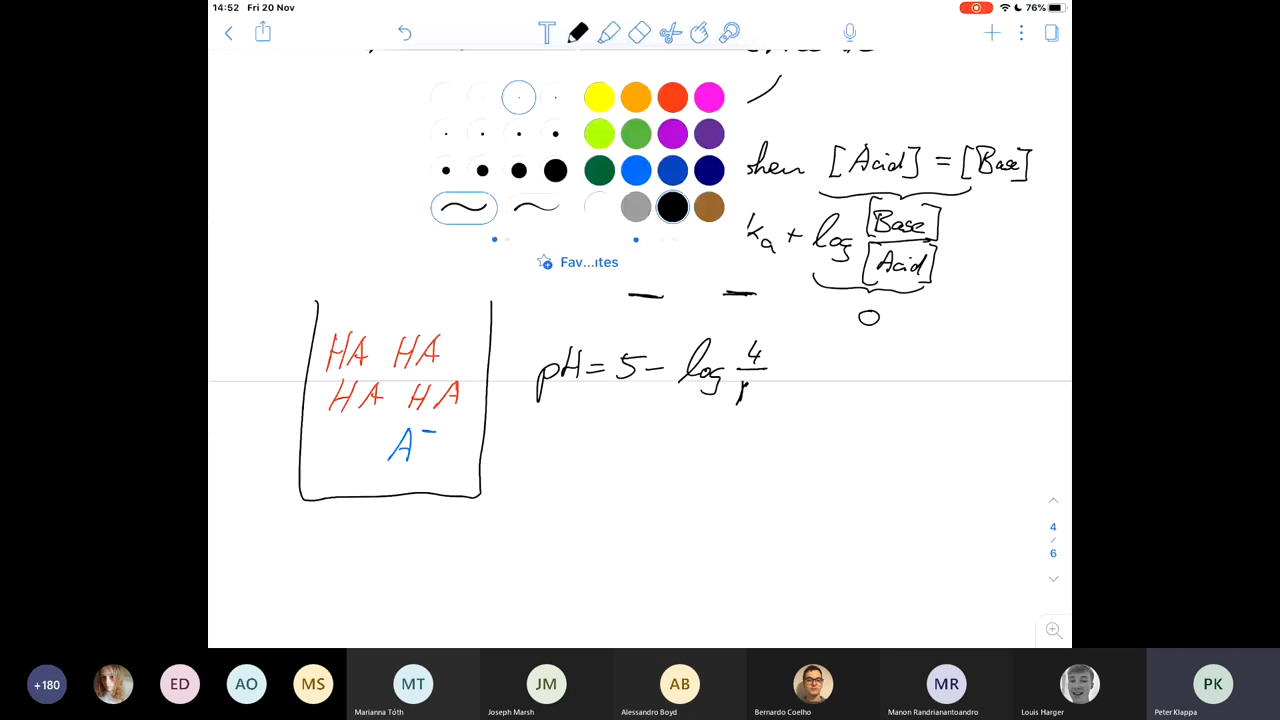 14:52 Fri 20 Nov
76%
T
then [Acid] = [Base]
Ka + log [Base]
[Acid]
0
Fav...ites
HA HA
HA HA
A⁻
pH = 5 - log 4
4
/
6
+180
ED
AO
MS
MT
JM
AB
MR
PK
Marianna Tóth
Joseph Marsh
Alessandro Boyd
Bernardo Coelho
Manon Randrianantoandro
Louis Harger
Peter Klappa